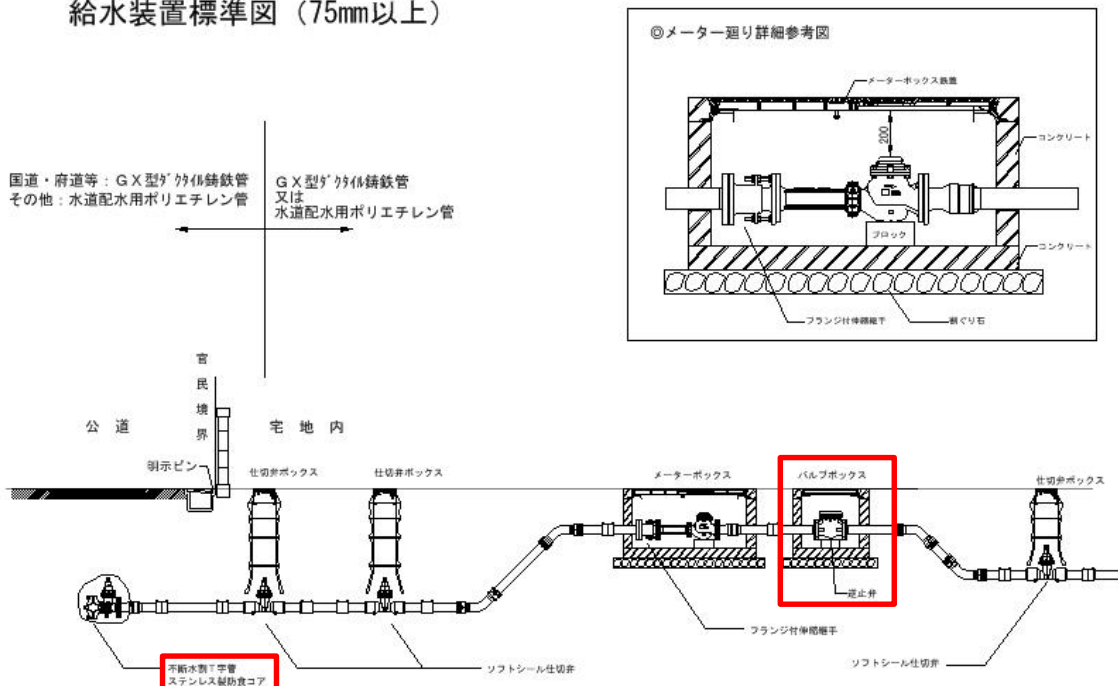 給水装置標準図（75mm以上）
◎メーター廻り詳細参考図
メーターボックス鉄蓋
200
コンクリート
ブロック
コンクリート
フランジ付伸縮継手
割ぐり石
国道・府道等：ＧＸ型ダクタイル鋳鉄管
その他：水道配水用ポリエチレン管
ＧＸ型ダクタイル鋳鉄管
又は
水道配水用ポリエチレン管
官民境界
公道
宅地内
明示ピン
仕切弁ボックス
仕切弁ボックス
メーターボックス
バルブボックス
仕切弁ボックス
逆止弁
フランジ付伸縮継手
ソフトシール仕切弁
ソフトシール仕切弁
不断水割Ｔ字管
ステンレス製防食コア